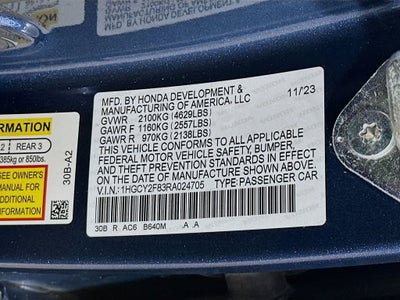 MFD. BY HONDA DEVELOPMENT & 11/23
MANUFACTURING OF AMERICA, LLC
GVWR 2100KG (4629LBS)
GAWR F 1160KG (2557LBS)
GAWR R 970KG (2138LBS)
THIS VEHICLE CONFORMS TO ALL APPLICABLE
FEDERAL MOTOR VEHICLE SAFETY, BUMPER,
AND THEFT PREVENTION STANDARDS IN EFFECT
ON THE DATE OF MANUFACTURE SHOWN ABOVE.
V.I.N.: 1HGCY2F83RA024705 TYPE: PASSENGER CAR
30B R AC6 B640M A A
FORMATION
2 REAR 3
385kg or 850lbs.
SEE OWNER'S
MANUAL FOR
ADDITIONAL
INFORMATION
30B-A2